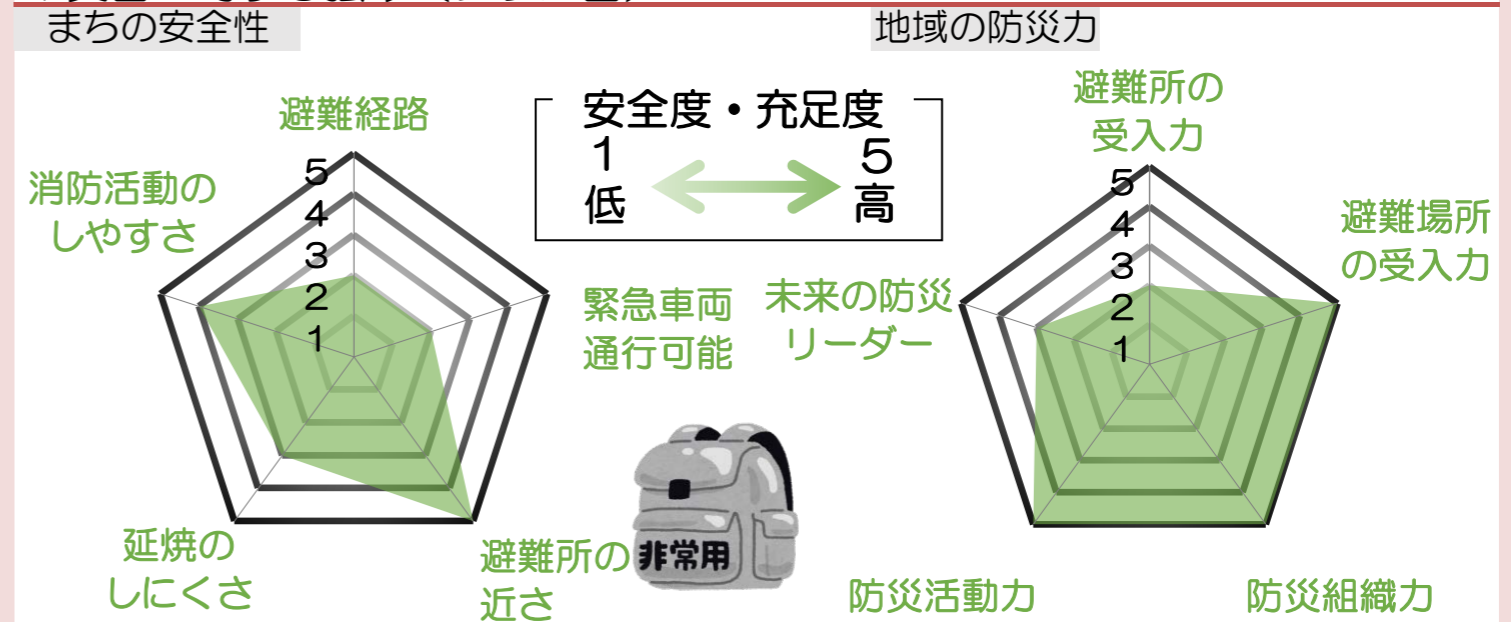 まちの安全性
地域の防災力
安全度・充足度
1
5
低
高
避難経路
消防活動の
しやすさ
5
4
3
2
1
緊急車両
通行可能
延焼の
しにくさ
避難所の
近さ
非常用
避難所の
受入力
避難場所
の受入力
5
4
3
2
1
未来の防災
リーダー
防災活動力
防災組織力